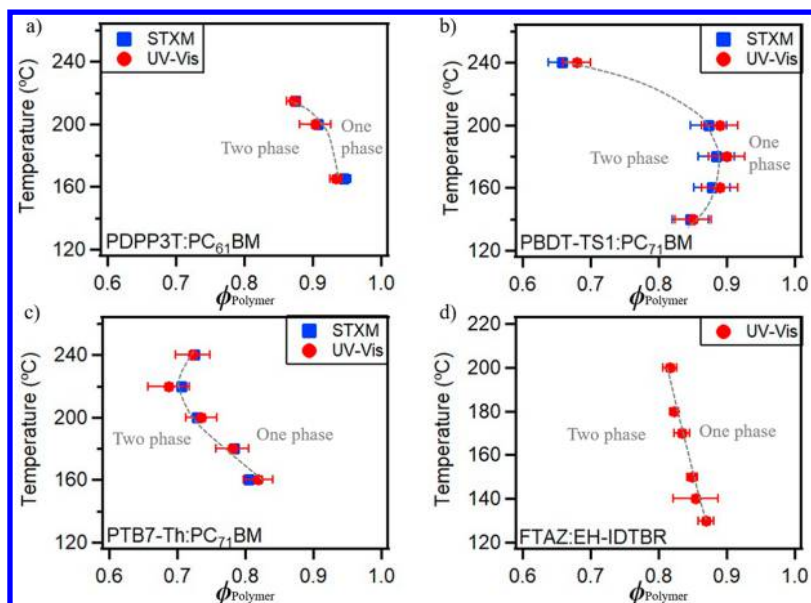 a)
STXM
UV-Vis
Temperature (ºC)
240
200
160
120
Two phase
One
phase
PDPP3T:PC₆₁BM
0.6 0.7 0.8 0.9 1.0
ϕPolymer
b)
STXM
UV-Vis
Temperature (ºC)
240
200
160
120
Two phase
One phase
PBDT-TS1:PC₇₁BM
0.6 0.7 0.8 0.9 1.0
ϕPolymer
c)
STXM
UV-Vis
Temperature (ºC)
240
200
160
120
Two phase
One phase
PTB7-Th:PC₇₁BM
0.6 0.7 0.8 0.9 1.0
ϕPolymer
d)
UV-Vis
Temperature (ºC)
220
200
180
160
140
120
Two phase
One phase
FTAZ:EH-IDTBR
0.6 0.7 0.8 0.9 1.0
ϕPolymer